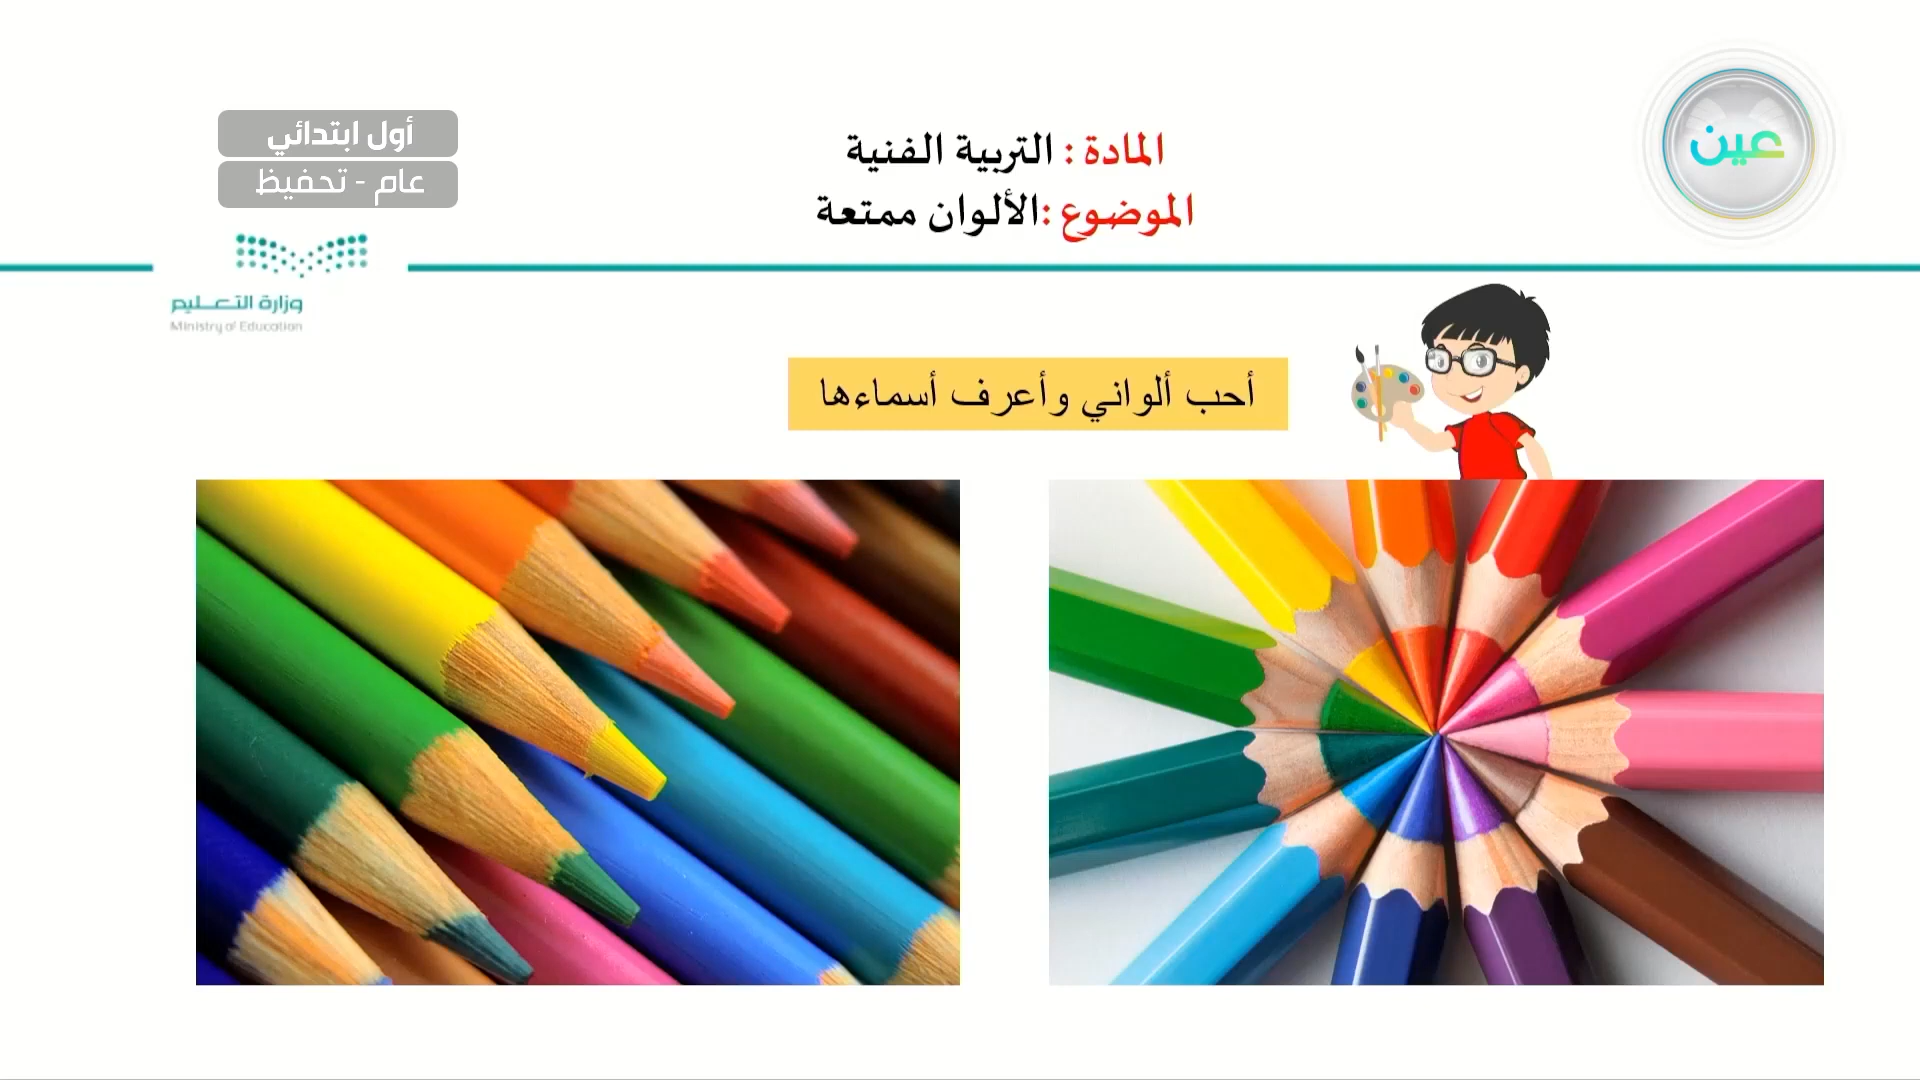 عين
المادة : التربية الفنية
الموضوع :الألوان ممتعة
أول ابتدائي
عام - تحفيظ
وزارة التعـليم
Ministry of Education
أحب ألواني وأعرف أسماءها